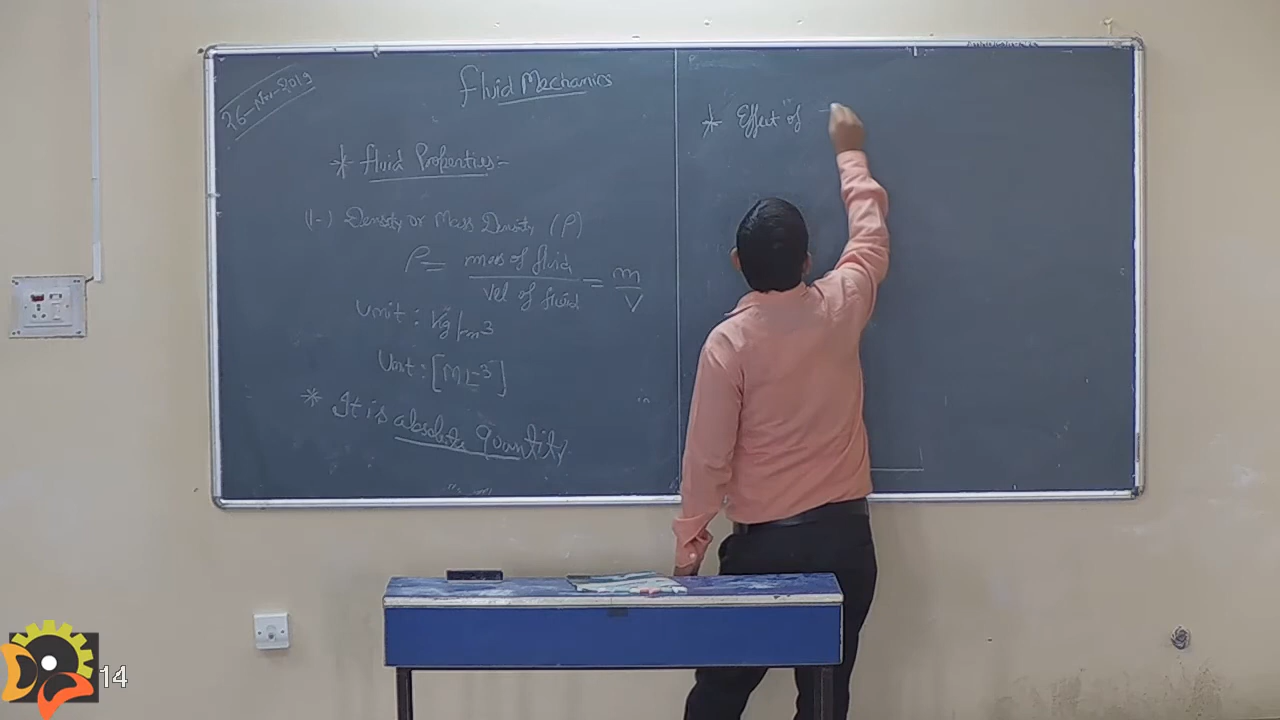 26-Nov-2019
Fluid Mechanics
* Fluid Properties:-
(1-) Density or Mass Density (ρ)
ρ = mass of fluid / Vol of fluid = m / V
Unit: kg/m3
Unit: [ML-3]
* It is absolute quantity.
* Effect of
14